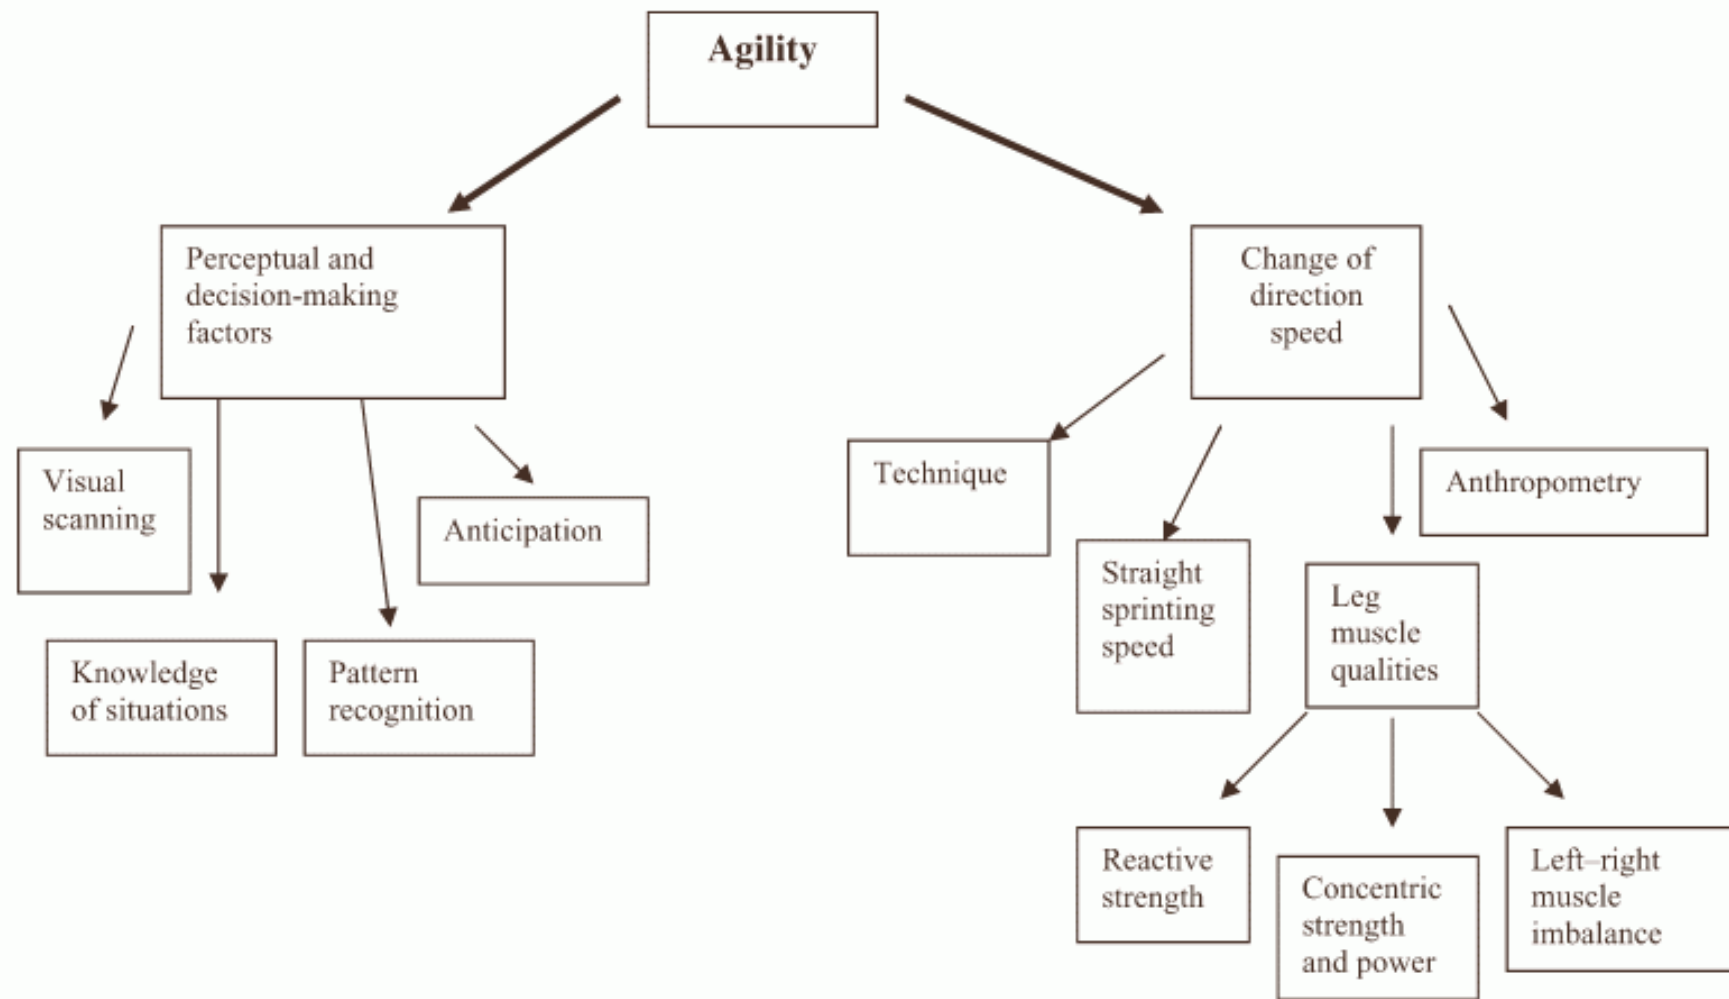 Agility
Perceptual and
decision-making
factors
Change of
direction
speed
Visual
scanning
Knowledge
of situations
Pattern
recognition
Anticipation
Technique
Straight
sprinting
speed
Leg
muscle
qualities
Anthropometry
Reactive
strength
Concentric
strength
and power
Left–right
muscle
imbalance